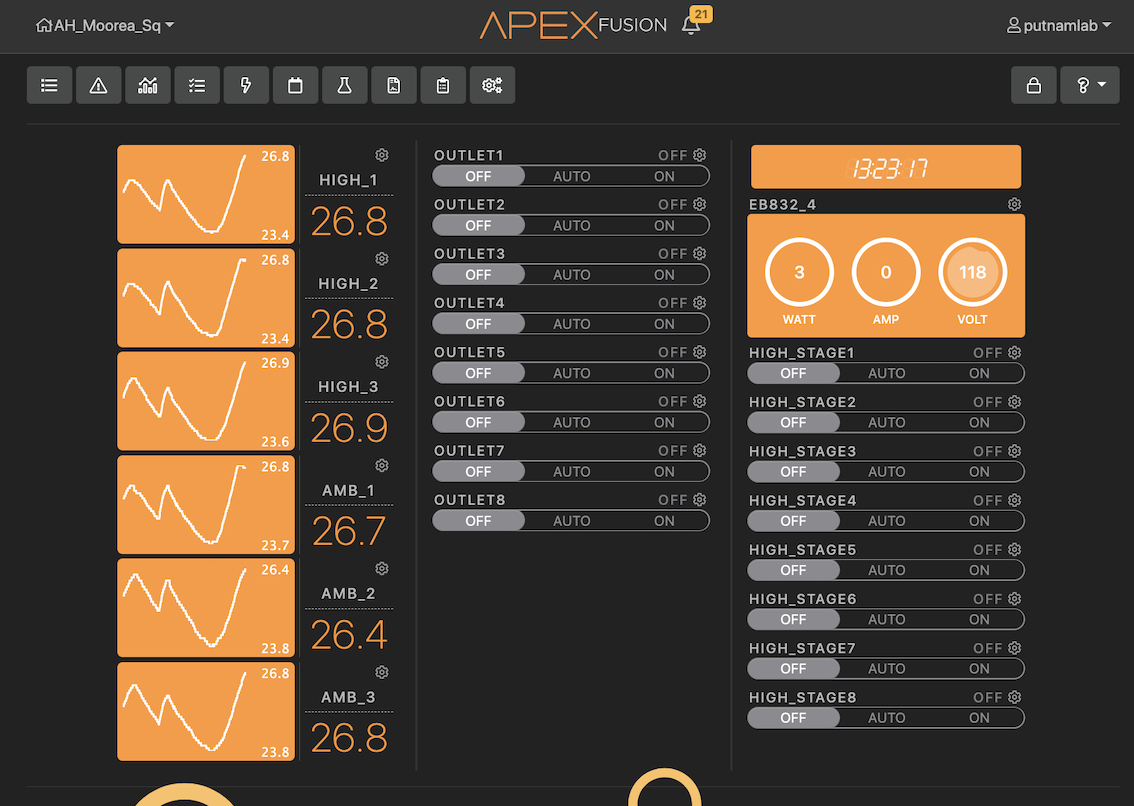 AH_Moorea_Sq
APEX FUSION
21
putnamlab
26.8
23.4
HIGH_1
26.8
26.8
23.4
HIGH_2
26.8
26.9
23.6
HIGH_3
26.9
26.8
23.7
AMB_1
26.7
26.4
23.8
AMB_2
26.4
26.8
23.8
AMB_3
26.8
OUTLET1 OFF
OFF AUTO ON
OUTLET2 OFF
OFF AUTO ON
OUTLET3 OFF
OFF AUTO ON
OUTLET4 OFF
OFF AUTO ON
OUTLET5 OFF
OFF AUTO ON
OUTLET6 OFF
OFF AUTO ON
OUTLET7 OFF
OFF AUTO ON
OUTLET8 OFF
OFF AUTO ON
13:23:17
EB832_4
3 0 118
WATT AMP VOLT
HIGH_STAGE1 OFF
OFF AUTO ON
HIGH_STAGE2 OFF
OFF AUTO ON
HIGH_STAGE3 OFF
OFF AUTO ON
HIGH_STAGE4 OFF
OFF AUTO ON
HIGH_STAGE5 OFF
OFF AUTO ON
HIGH_STAGE6 OFF
OFF AUTO ON
HIGH_STAGE7 OFF
OFF AUTO ON
HIGH_STAGE8 OFF
OFF AUTO ON